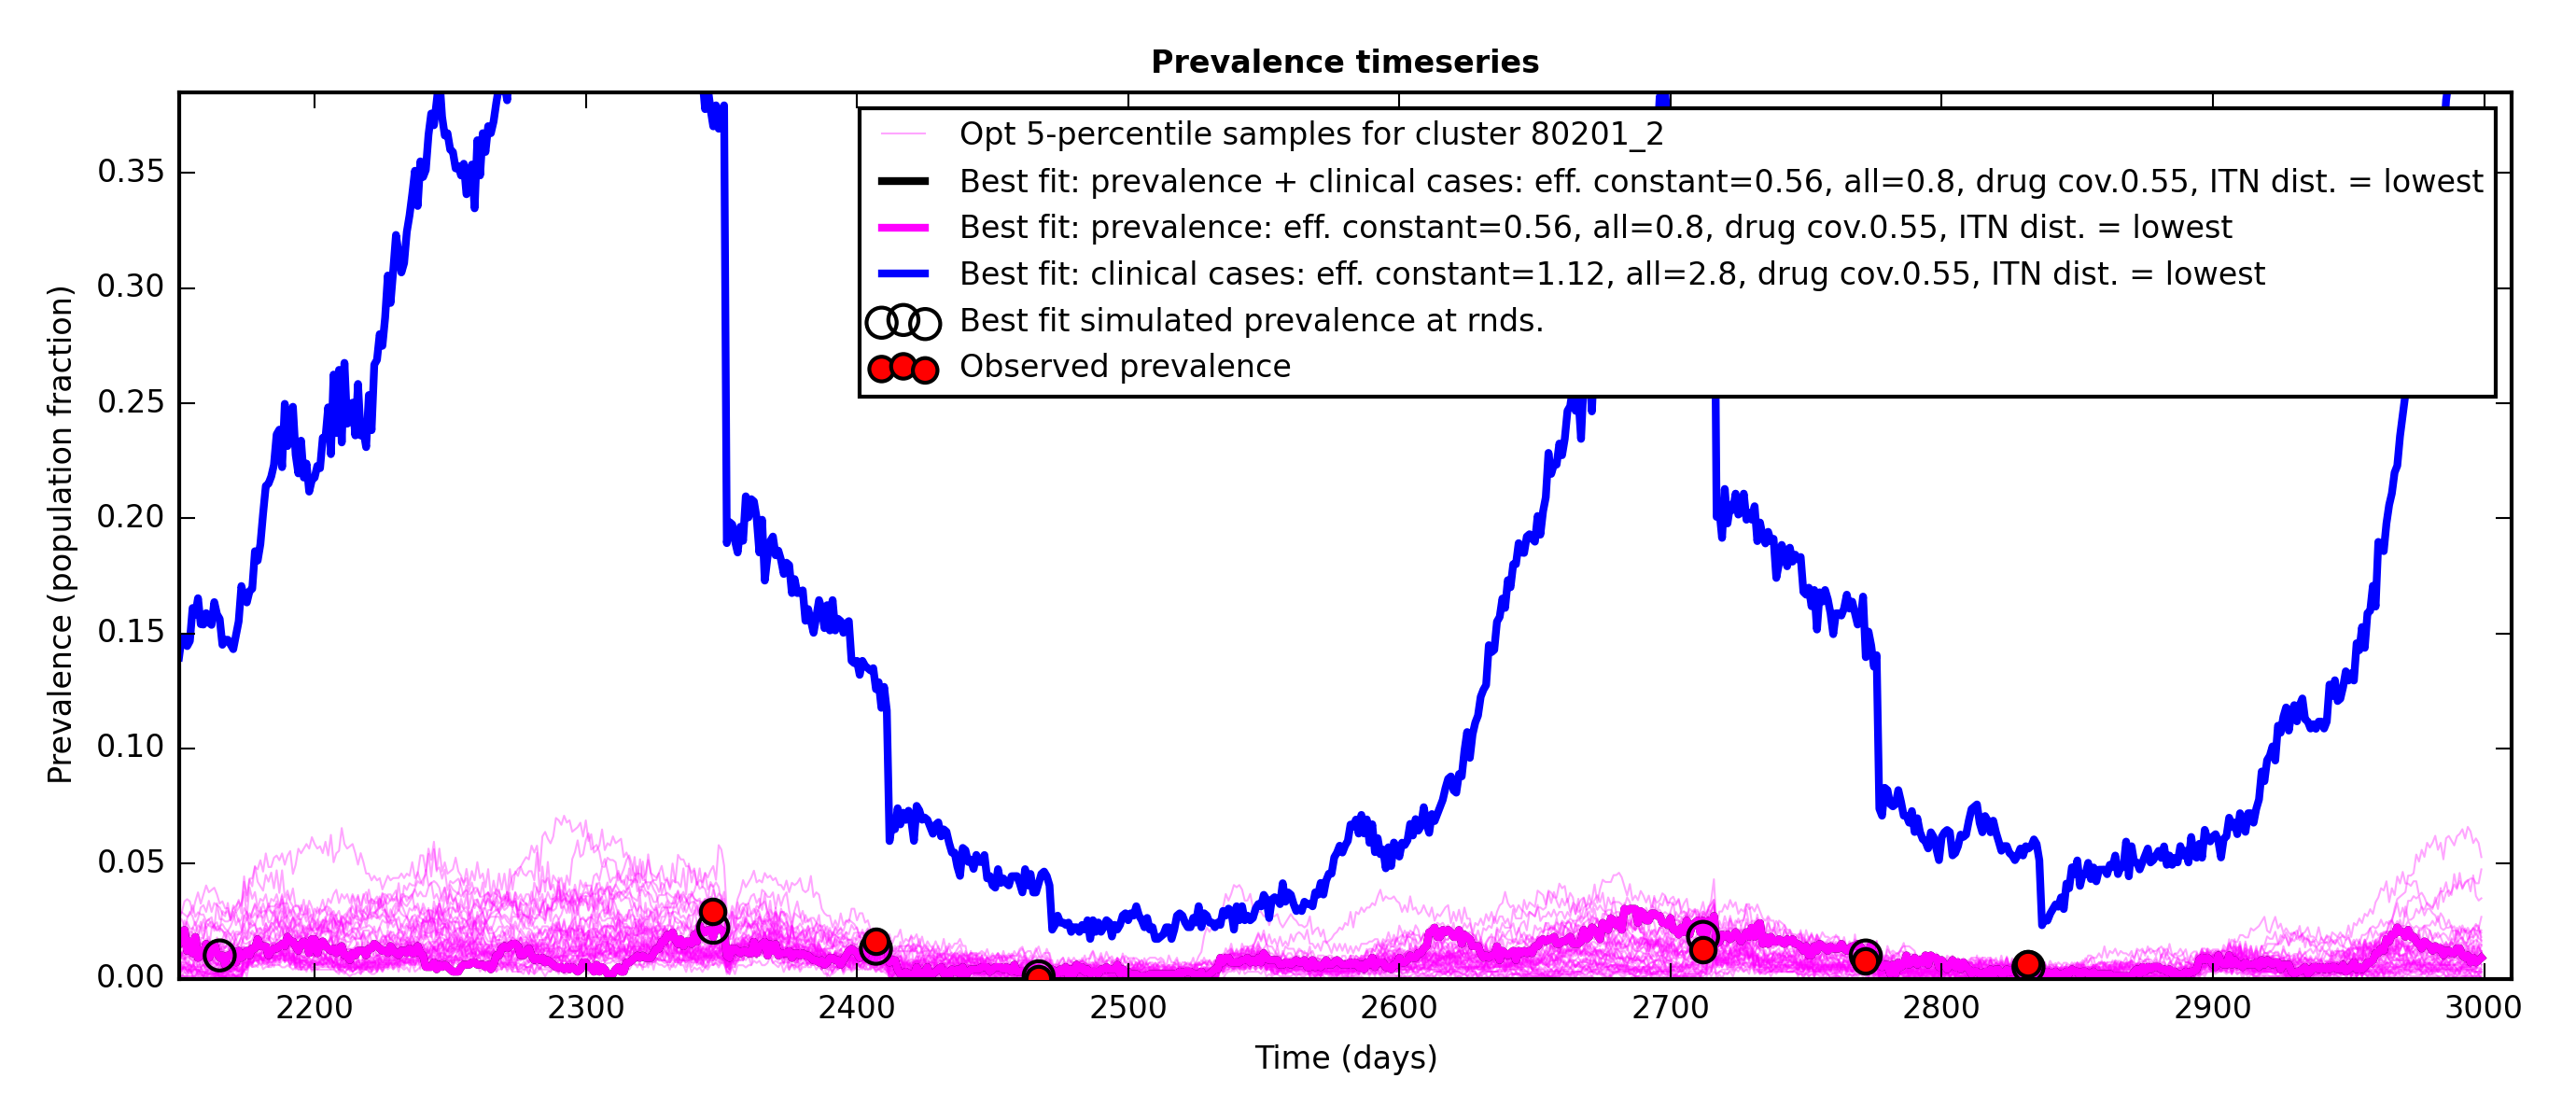 Prevalence timeseries
Opt 5-percentile samples for cluster 80201_2
Best fit: prevalence + clinical cases: eff. constant=0.56, all=0.8, drug cov.0.55, ITN dist. = lowest
Best fit: prevalence: eff. constant=0.56, all=0.8, drug cov.0.55, ITN dist. = lowest
Best fit: clinical cases: eff. constant=1.12, all=2.8, drug cov.0.55, ITN dist. = lowest
Best fit simulated prevalence at rnds.
Observed prevalence
Prevalence (population fraction)
0.35
0.30
0.25
0.20
0.15
0.10
0.05
0.00
2200 2300 2400 2500 2600 2700 2800 2900 3000
Time (days)